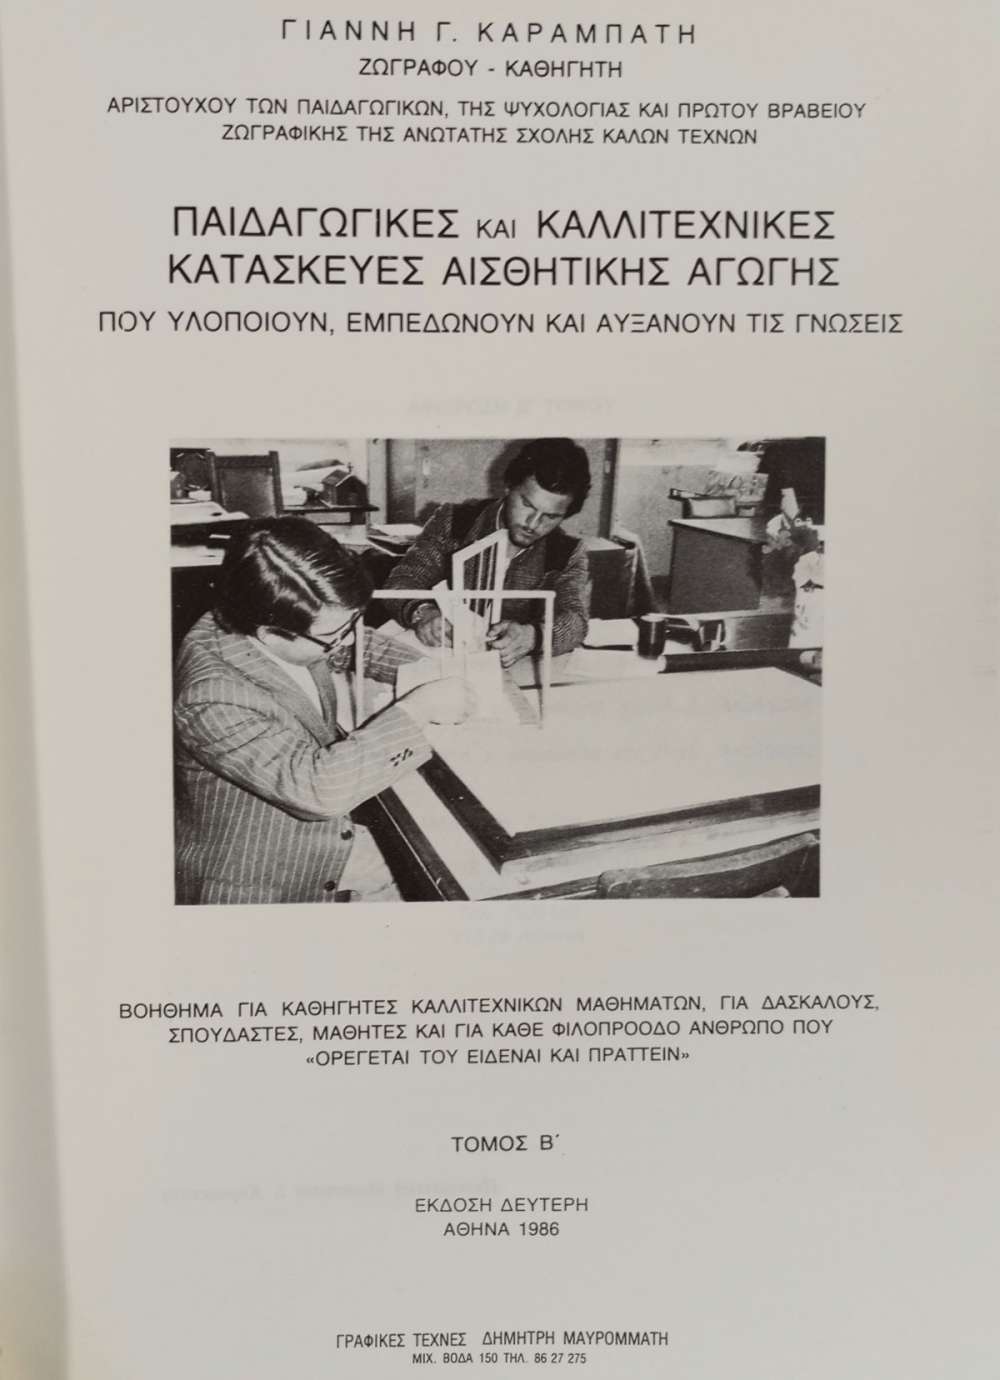 ΓΙΑΝΝΗ Γ. ΚΑΡΑΜΠΑΤΗ
ΖΩΓΡΑΦΟΥ - ΚΑΘΗΓΗΤΗ
ΑΡΙΣΤΟΥΧΟΥ ΤΩΝ ΠΑΙΔΑΓΩΓΙΚΩΝ, ΤΗΣ ΨΥΧΟΛΟΓΙΑΣ ΚΑΙ ΠΡΩΤΟΥ ΒΡΑΒΕΙΟΥ
ΖΩΓΡΑΦΙΚΗΣ ΤΗΣ ΑΝΩΤΑΤΗΣ ΣΧΟΛΗΣ ΚΑΛΩΝ ΤΕΧΝΩΝ
ΠΑΙΔΑΓΩΓΙΚΕΣ ΚΑΙ ΚΑΛΛΙΤΕΧΝΙΚΕΣ
ΚΑΤΑΣΚΕΥΕΣ ΑΙΣΘΗΤΙΚΗΣ ΑΓΩΓΗΣ
ΠΟΥ ΥΛΟΠΟΙΟΥΝ, ΕΜΠΕΔΩΝΟΥΝ ΚΑΙ ΑΥΞΑΝΟΥΝ ΤΙΣ ΓΝΩΣΕΙΣ
ΒΟΗΘΗΜΑ ΓΙΑ ΚΑΘΗΓΗΤΕΣ ΚΑΛΛΙΤΕΧΝΙΚΩΝ ΜΑΘΗΜΑΤΩΝ, ΓΙΑ ΔΑΣΚΑΛΟΥΣ,
ΣΠΟΥΔΑΣΤΕΣ, ΜΑΘΗΤΕΣ ΚΑΙ ΓΙΑ ΚΑΘΕ ΦΙΛΟΠΡΟΟΔΟ ΑΝΘΡΩΠΟ ΠΟΥ
«ΟΡΕΓΕΤΑΙ ΤΟΥ ΕΙΔΕΝΑΙ ΚΑΙ ΠΡΑΤΤΕΙΝ»
ΤΟΜΟΣ Β΄
ΕΚΔΟΣΗ ΔΕΥΤΕΡΗ
ΑΘΗΝΑ 1986
ΓΡΑΦΙΚΕΣ ΤΕΧΝΕΣ ΔΗΜΗΤΡΗ ΜΑΥΡΟΜΜΑΤΗ
ΜΙΧ. ΒΟΔΑ 150 ΤΗΛ. 86 27 275